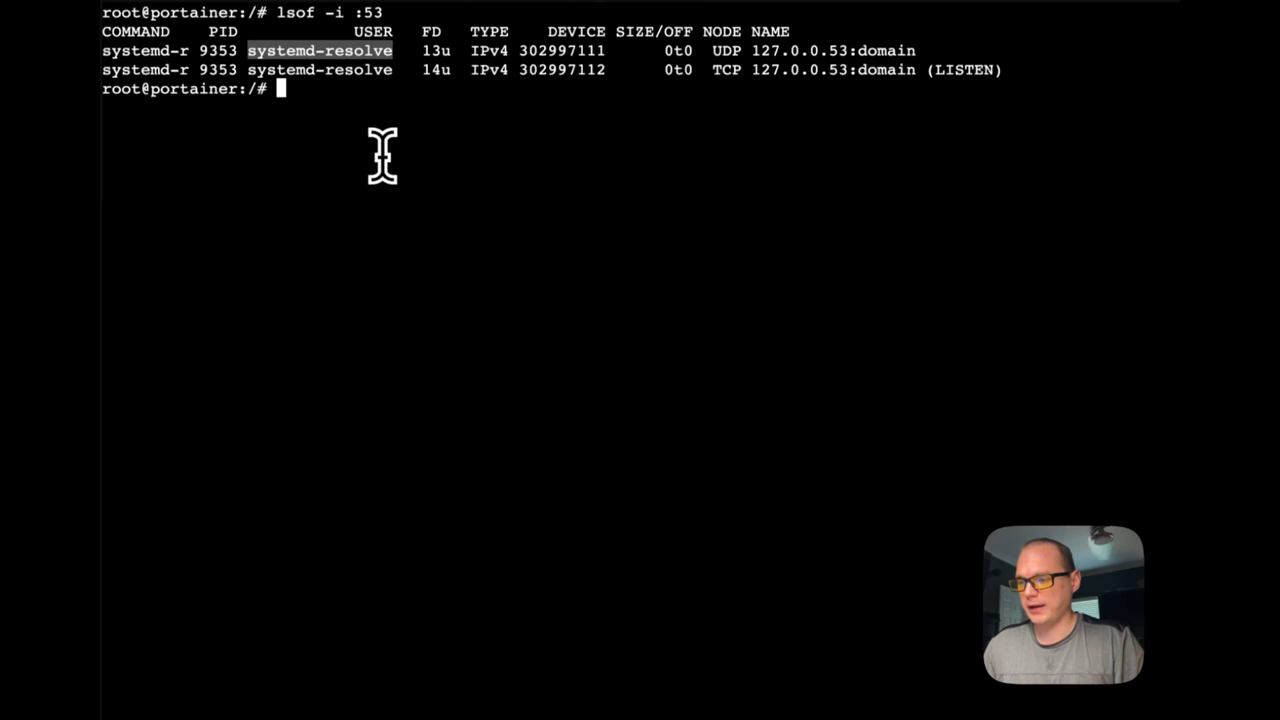 root@portainer:/# lsof -i :53
COMMAND    PID            USER   FD   TYPE    DEVICE SIZE/OFF NODE NAME
systemd-r 9353 systemd-resolve   13u  IPv4 302997111      0t0  UDP 127.0.0.53:domain
systemd-r 9353 systemd-resolve   14u  IPv4 302997112      0t0  TCP 127.0.0.53:domain (LISTEN)
root@portainer:/#